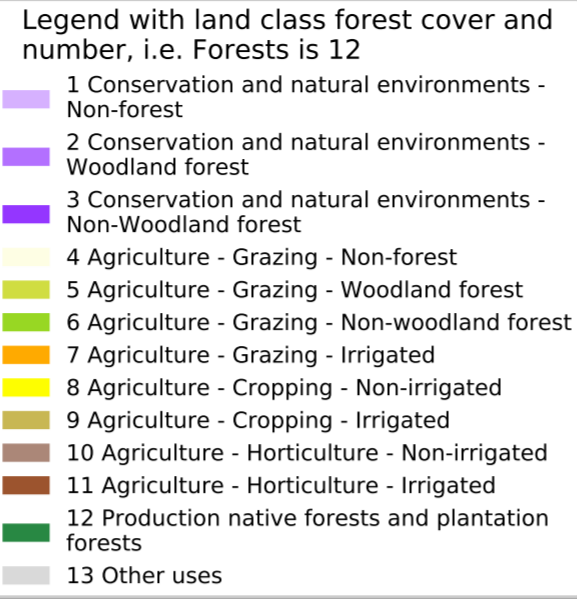 Legend with land class forest cover and
number, i.e. Forests is 12
1 Conservation and natural environments -
Non-forest
2 Conservation and natural environments -
Woodland forest
3 Conservation and natural environments -
Non-Woodland forest
4 Agriculture - Grazing - Non-forest
5 Agriculture - Grazing - Woodland forest
6 Agriculture - Grazing - Non-woodland forest
7 Agriculture - Grazing - Irrigated
8 Agriculture - Cropping - Non-irrigated
9 Agriculture - Cropping - Irrigated
10 Agriculture - Horticulture - Non-irrigated
11 Agriculture - Horticulture - Irrigated
12 Production native forests and plantation
forests
13 Other uses